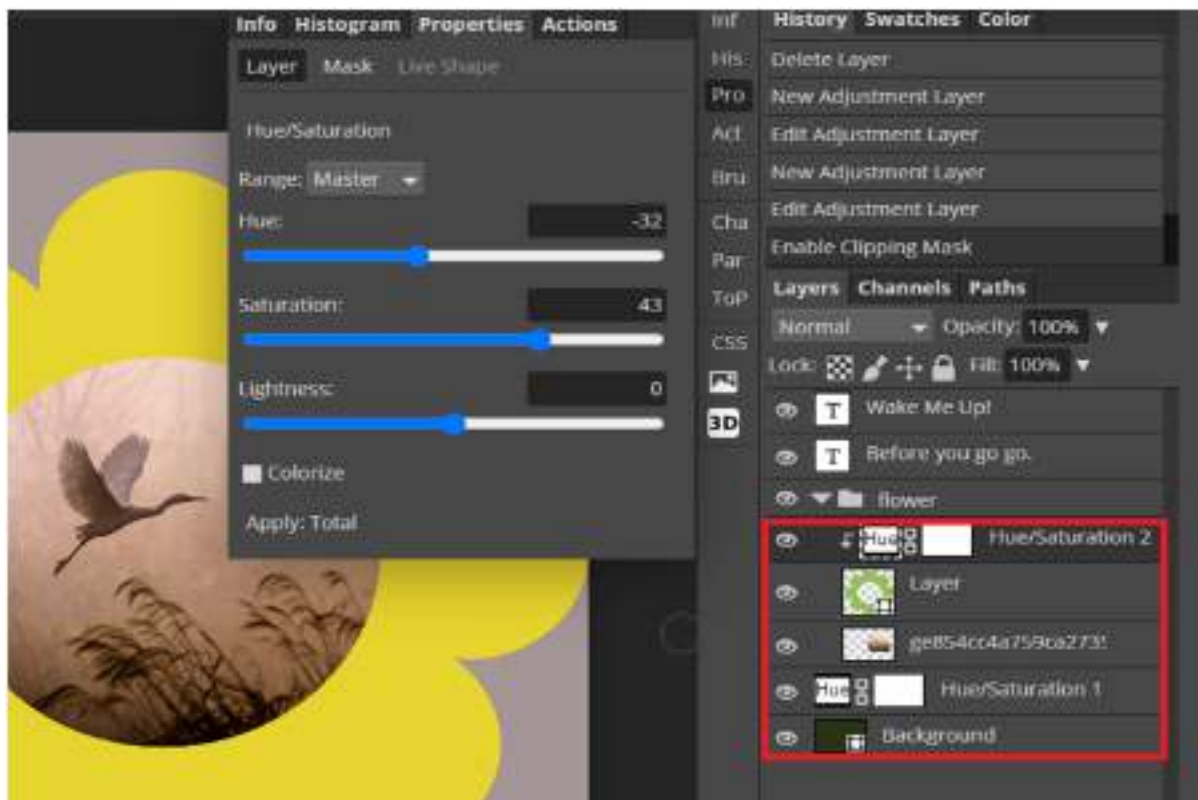 Info Histogram Properties Actions
Layer Mask Live Shape
Hue/Saturation
Range: Master
Hue: -32
Saturation: 43
Lightness: 0
Colorize
Apply: Total
Inf
His
Pro
Act
Bru
Cha
Par
ToP
CSS
3D
History Swatches Color
Delete Layer
New Adjustment Layer
Edit Adjustment Layer
New Adjustment Layer
Edit Adjustment Layer
Enable Clipping Mask
Layers Channels Paths
Normal Opacity: 100%
Lock: Fill: 100%
T Wake Me Up!
T Before you go go.
flower
Hue Hue/Saturation 2
Layer
ge854cc4a759ca273!
Hue Hue/Saturation 1
Background